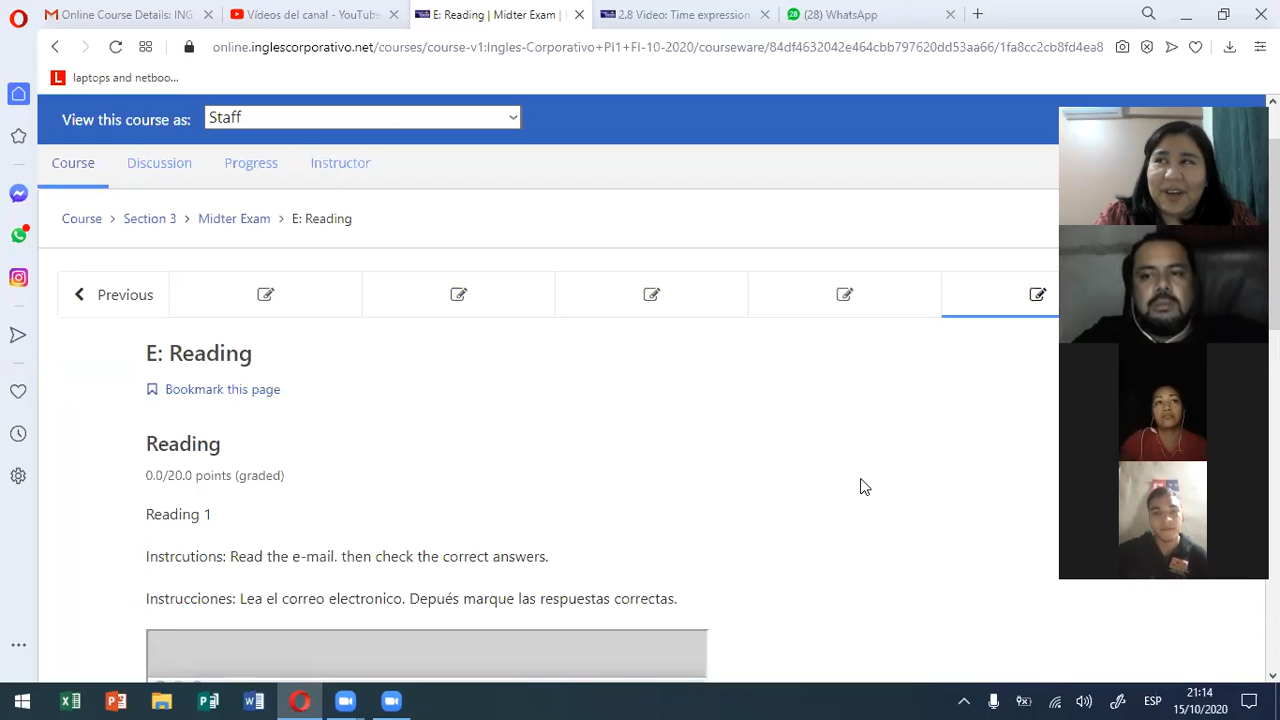 Online Course Details: ING
Vídeos del canal - YouTube
E: Reading | Midter Exam |
2.8 Video: Time expression
(28) WhatsApp
online.inglescorporativo.net/courses/course-v1:Ingles-Corporativo+PI1+FI-10-2020/courseware/84df4632042e464cbb797620dd53aa66/1fa8cc2cb8fd4ea8
L laptops and netboo...
View this course as: Staff
Course Discussion Progress Instructor
Course > Section 3 > Midter Exam > E: Reading
Previous
E: Reading
Bookmark this page
Reading
0.0/20.0 points (graded)
Reading 1
Instrcutions: Read the e-mail. then check the correct answers.
Instrucciones: Lea el correo electronico. Depués marque las respuestas correctas.
ESP
21:14
15/10/2020